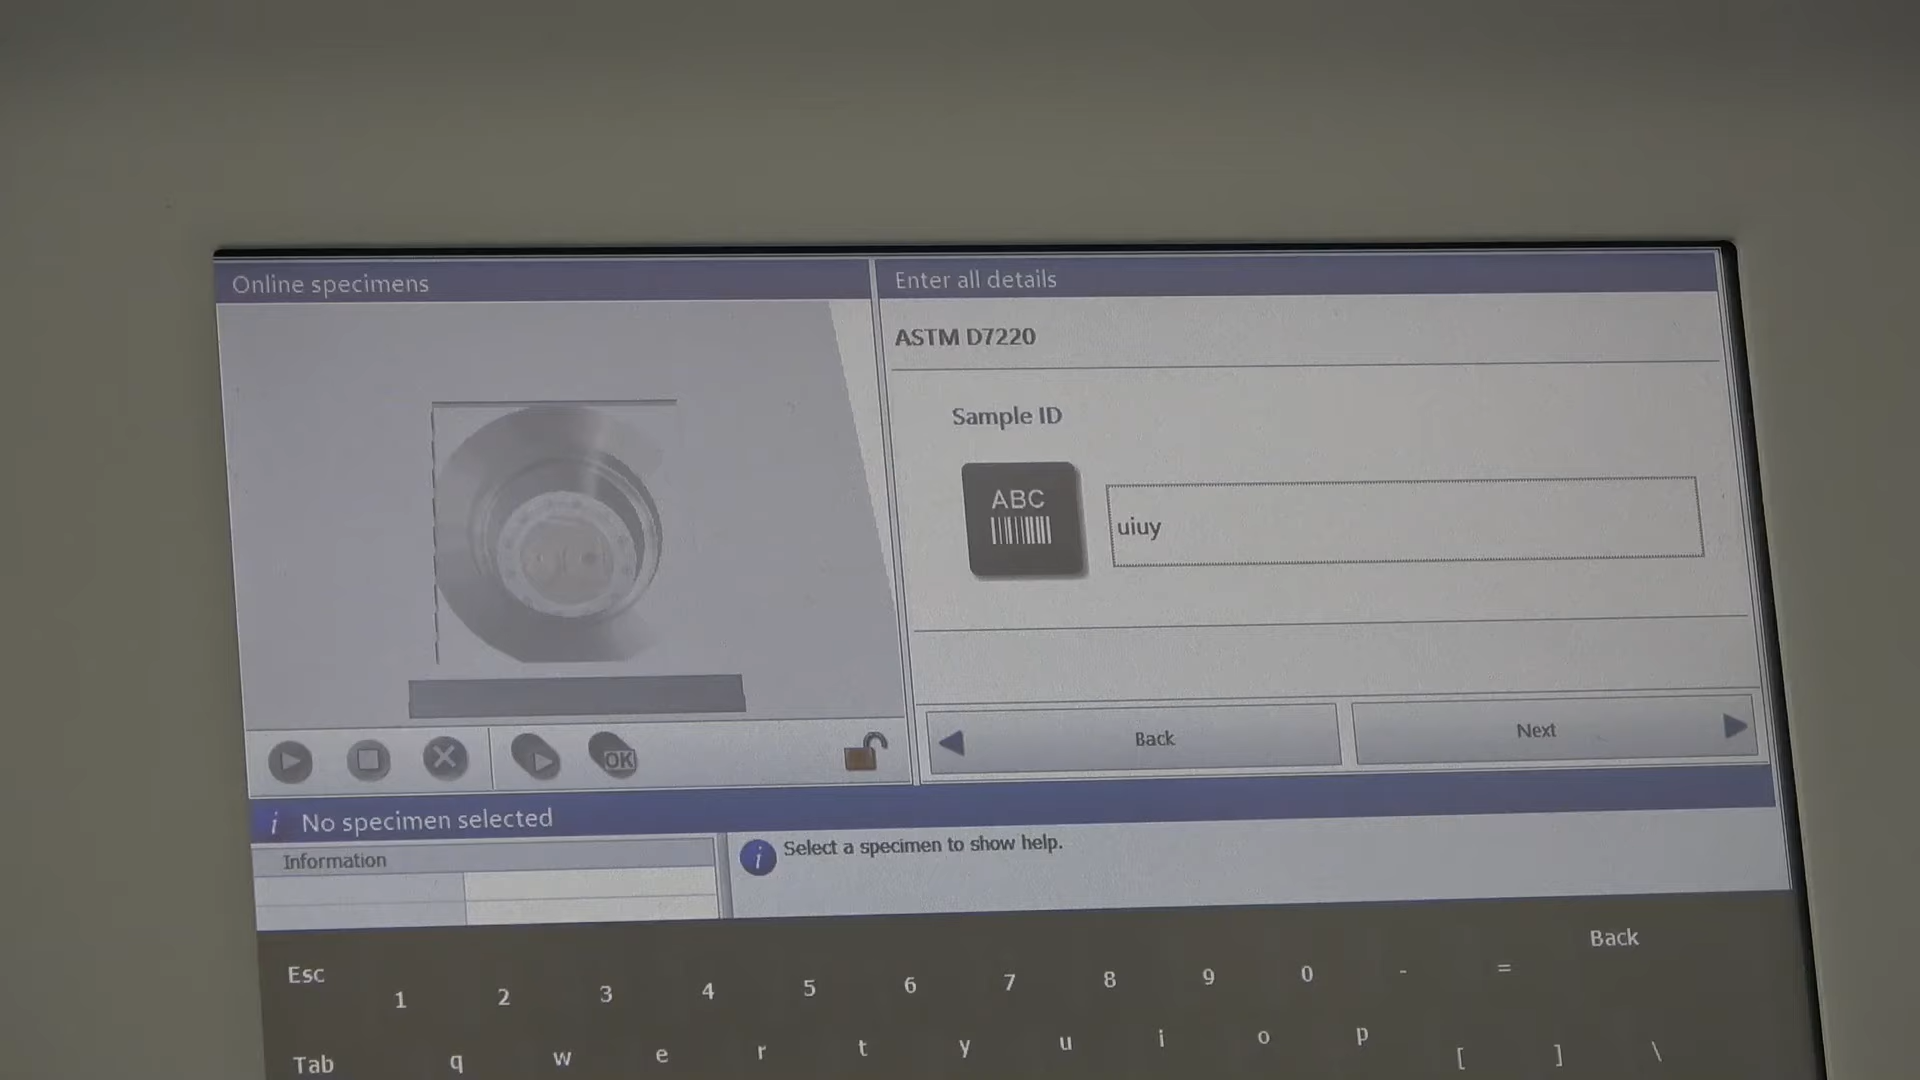 Online specimens
Enter all details
ASTM D7220
Sample ID
ABC
uiuy
Back
Next
OK
i No specimen selected
Information
i Select a specimen to show help.
Esc 1 2 3 4 5 6 7 8 9 0 - = Back
Tab q w e r t y u i o p [ ] \